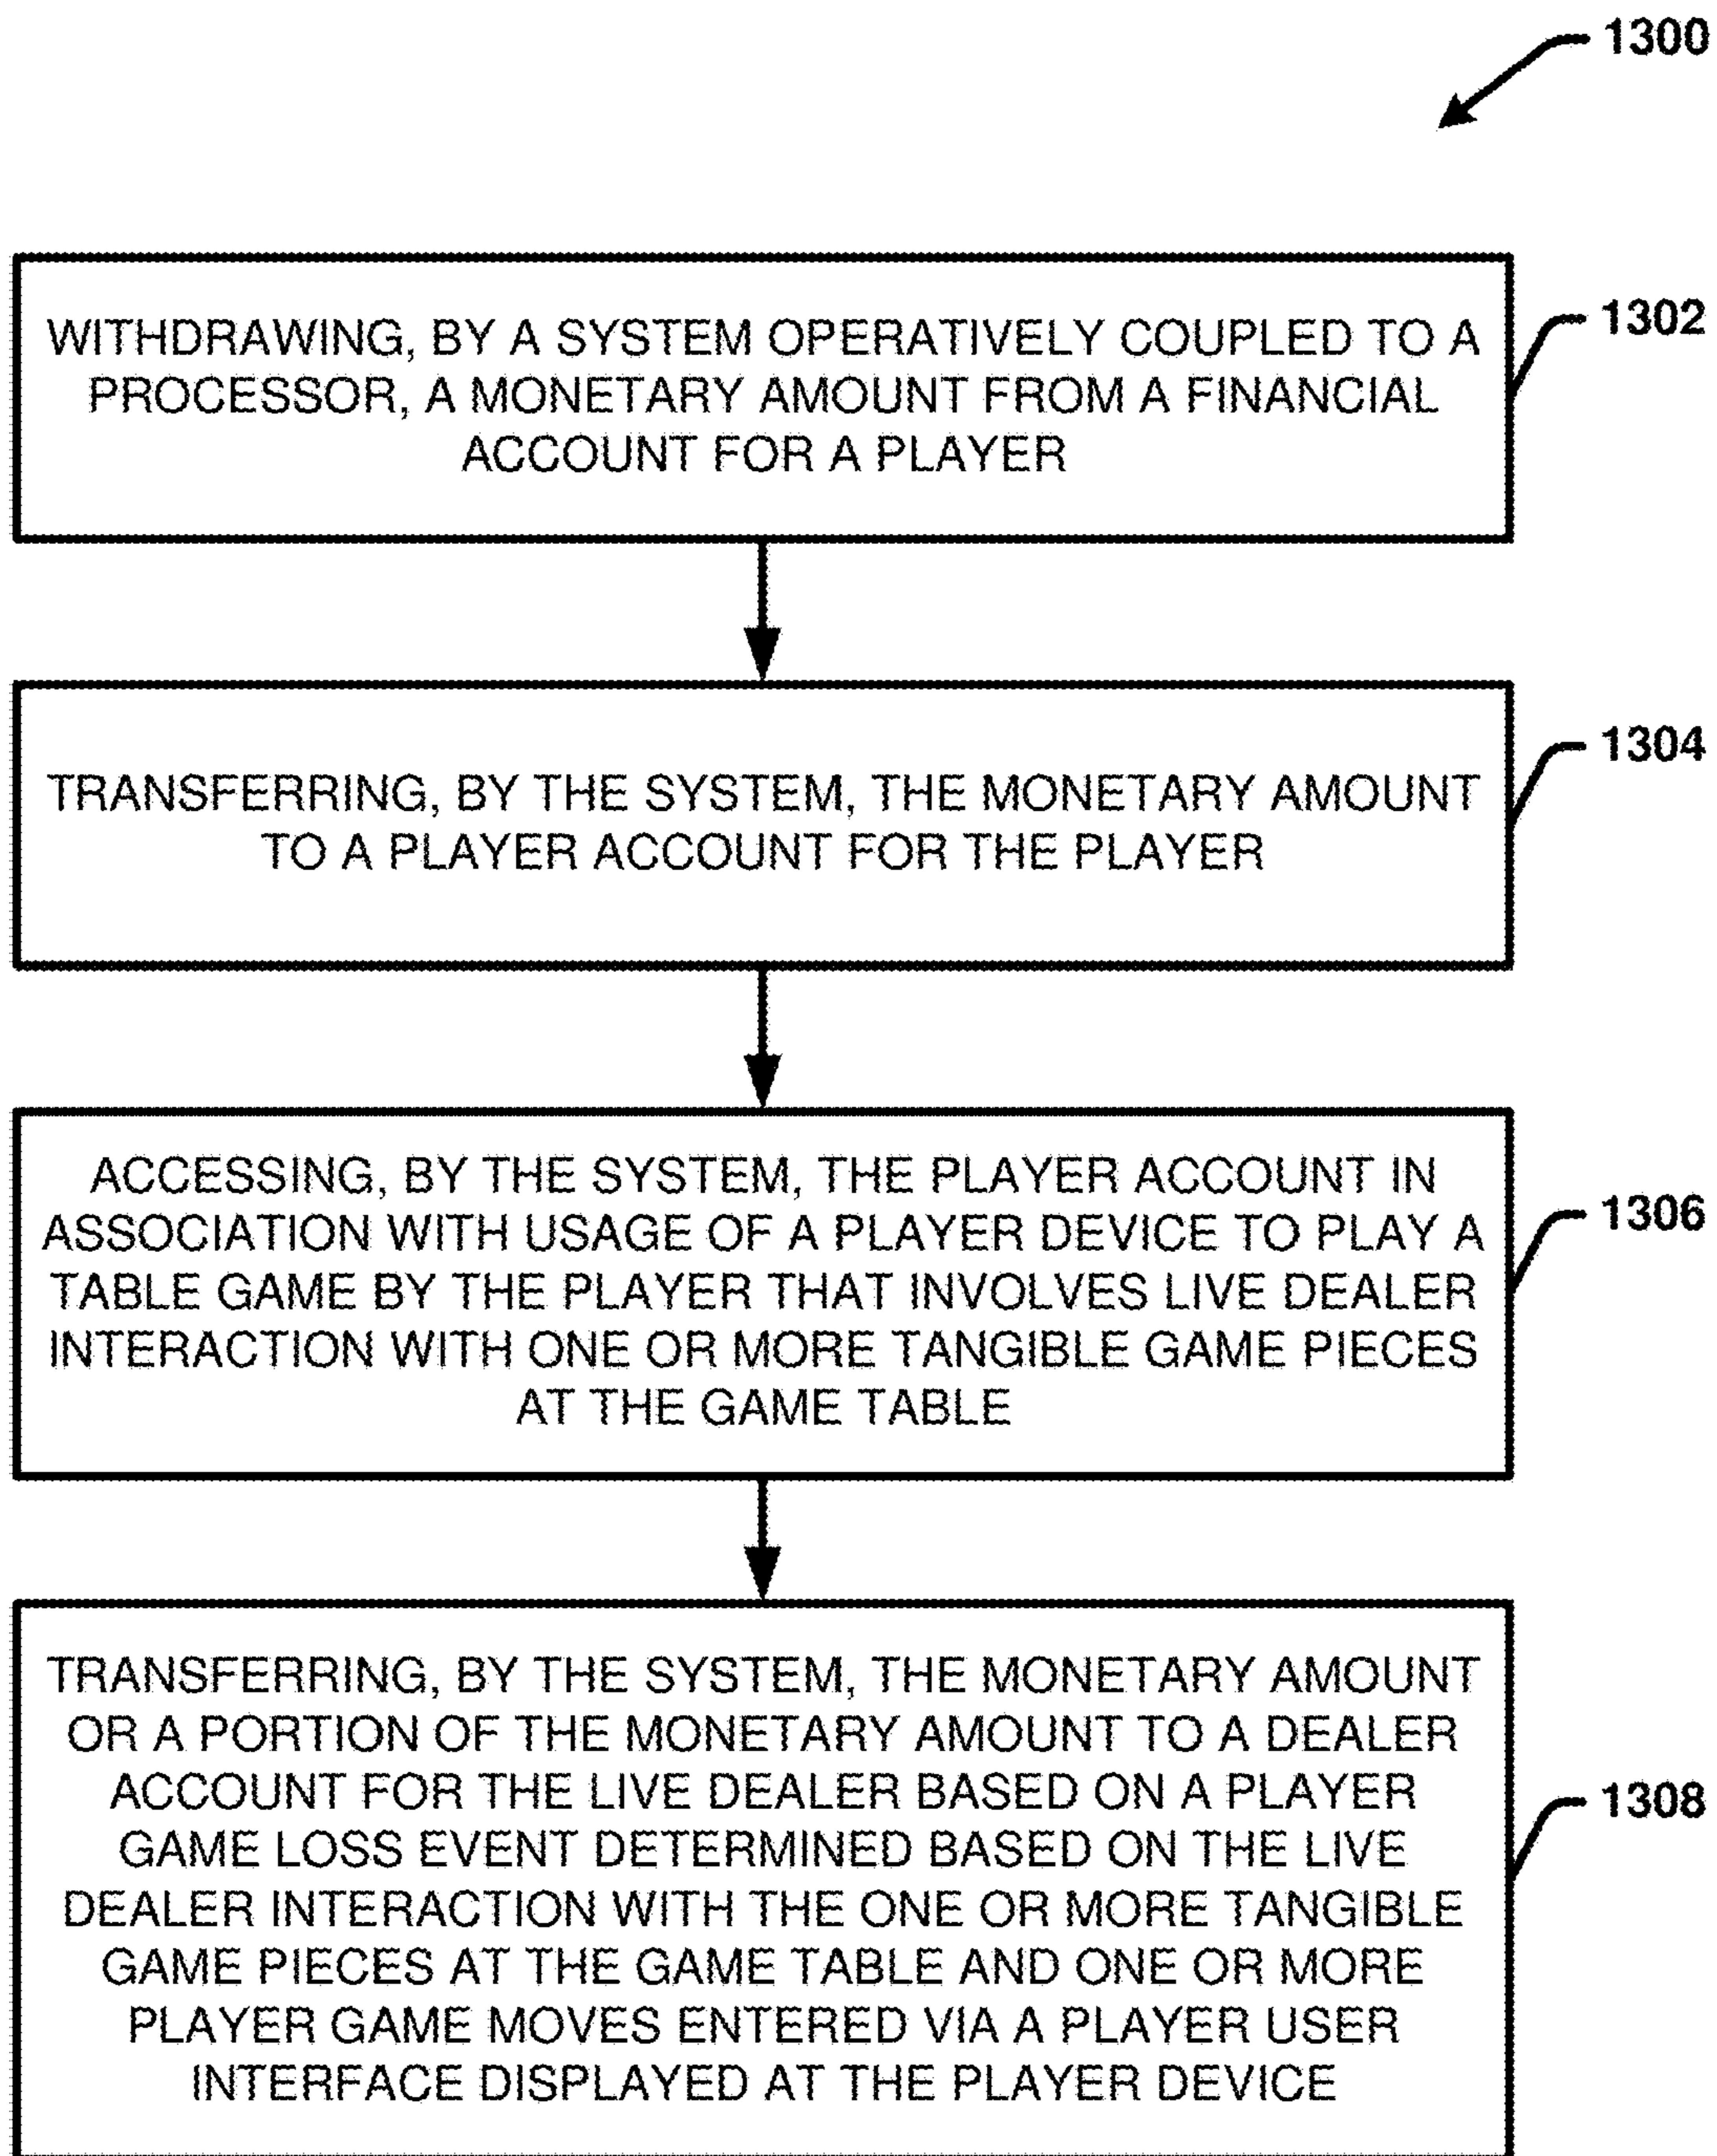 1300
WITHDRAWING, BY A SYSTEM OPERATIVELY COUPLED TO A
PROCESSOR, A MONETARY AMOUNT FROM A FINANCIAL
ACCOUNT FOR A PLAYER
1302
TRANSFERRING, BY THE SYSTEM, THE MONETARY AMOUNT
TO A PLAYER ACCOUNT FOR THE PLAYER
1304
ACCESSING, BY THE SYSTEM, THE PLAYER ACCOUNT IN
ASSOCIATION WITH USAGE OF A PLAYER DEVICE TO PLAY A
TABLE GAME BY THE PLAYER THAT INVOLVES LIVE DEALER
INTERACTION WITH ONE OR MORE TANGIBLE GAME PIECES
AT THE GAME TABLE
1306
TRANSFERRING, BY THE SYSTEM, THE MONETARY AMOUNT
OR A PORTION OF THE MONETARY AMOUNT TO A DEALER
ACCOUNT FOR THE LIVE DEALER BASED ON A PLAYER
GAME LOSS EVENT DETERMINED BASED ON THE LIVE
DEALER INTERACTION WITH THE ONE OR MORE TANGIBLE
GAME PIECES AT THE GAME TABLE AND ONE OR MORE
PLAYER GAME MOVES ENTERED VIA A PLAYER USER
INTERFACE DISPLAYED AT THE PLAYER DEVICE
1308